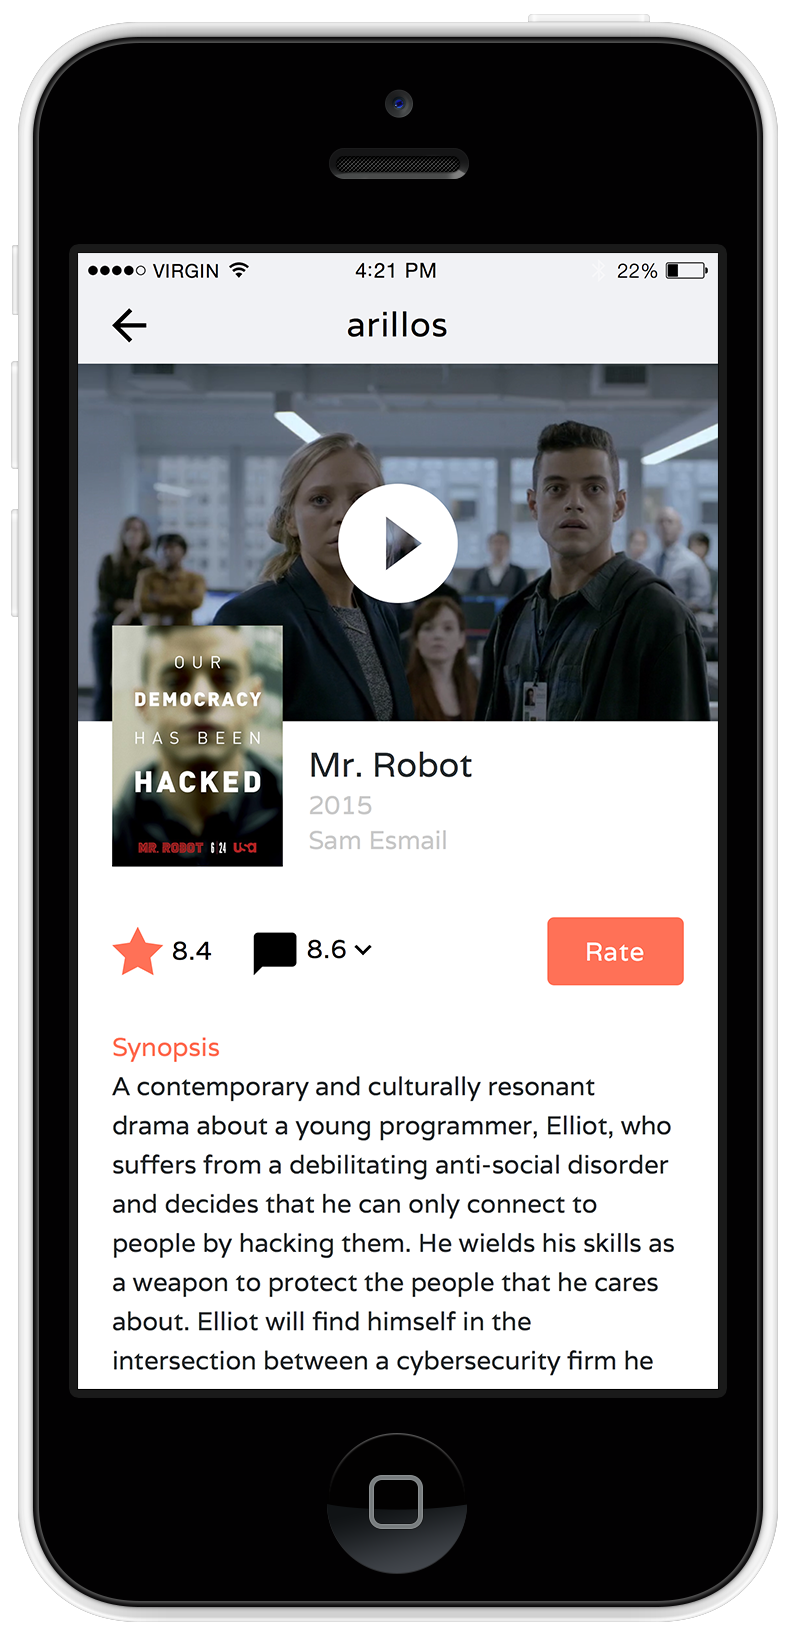 VIRGIN 4:21 PM 22%
arillos
OUR
DEMOCRACY
HAS BEEN
HACKED
MR. ROBOT 6 24 USA
Mr. Robot
2015
Sam Esmail
8.4 8.6 Rate
Synopsis
A contemporary and culturally resonant
drama about a young programmer, Elliot, who
suffers from a debilitating anti-social disorder
and decides that he can only connect to
people by hacking them. He wields his skills as
a weapon to protect the people that he cares
about. Elliot will find himself in the
intersection between a cybersecurity firm he